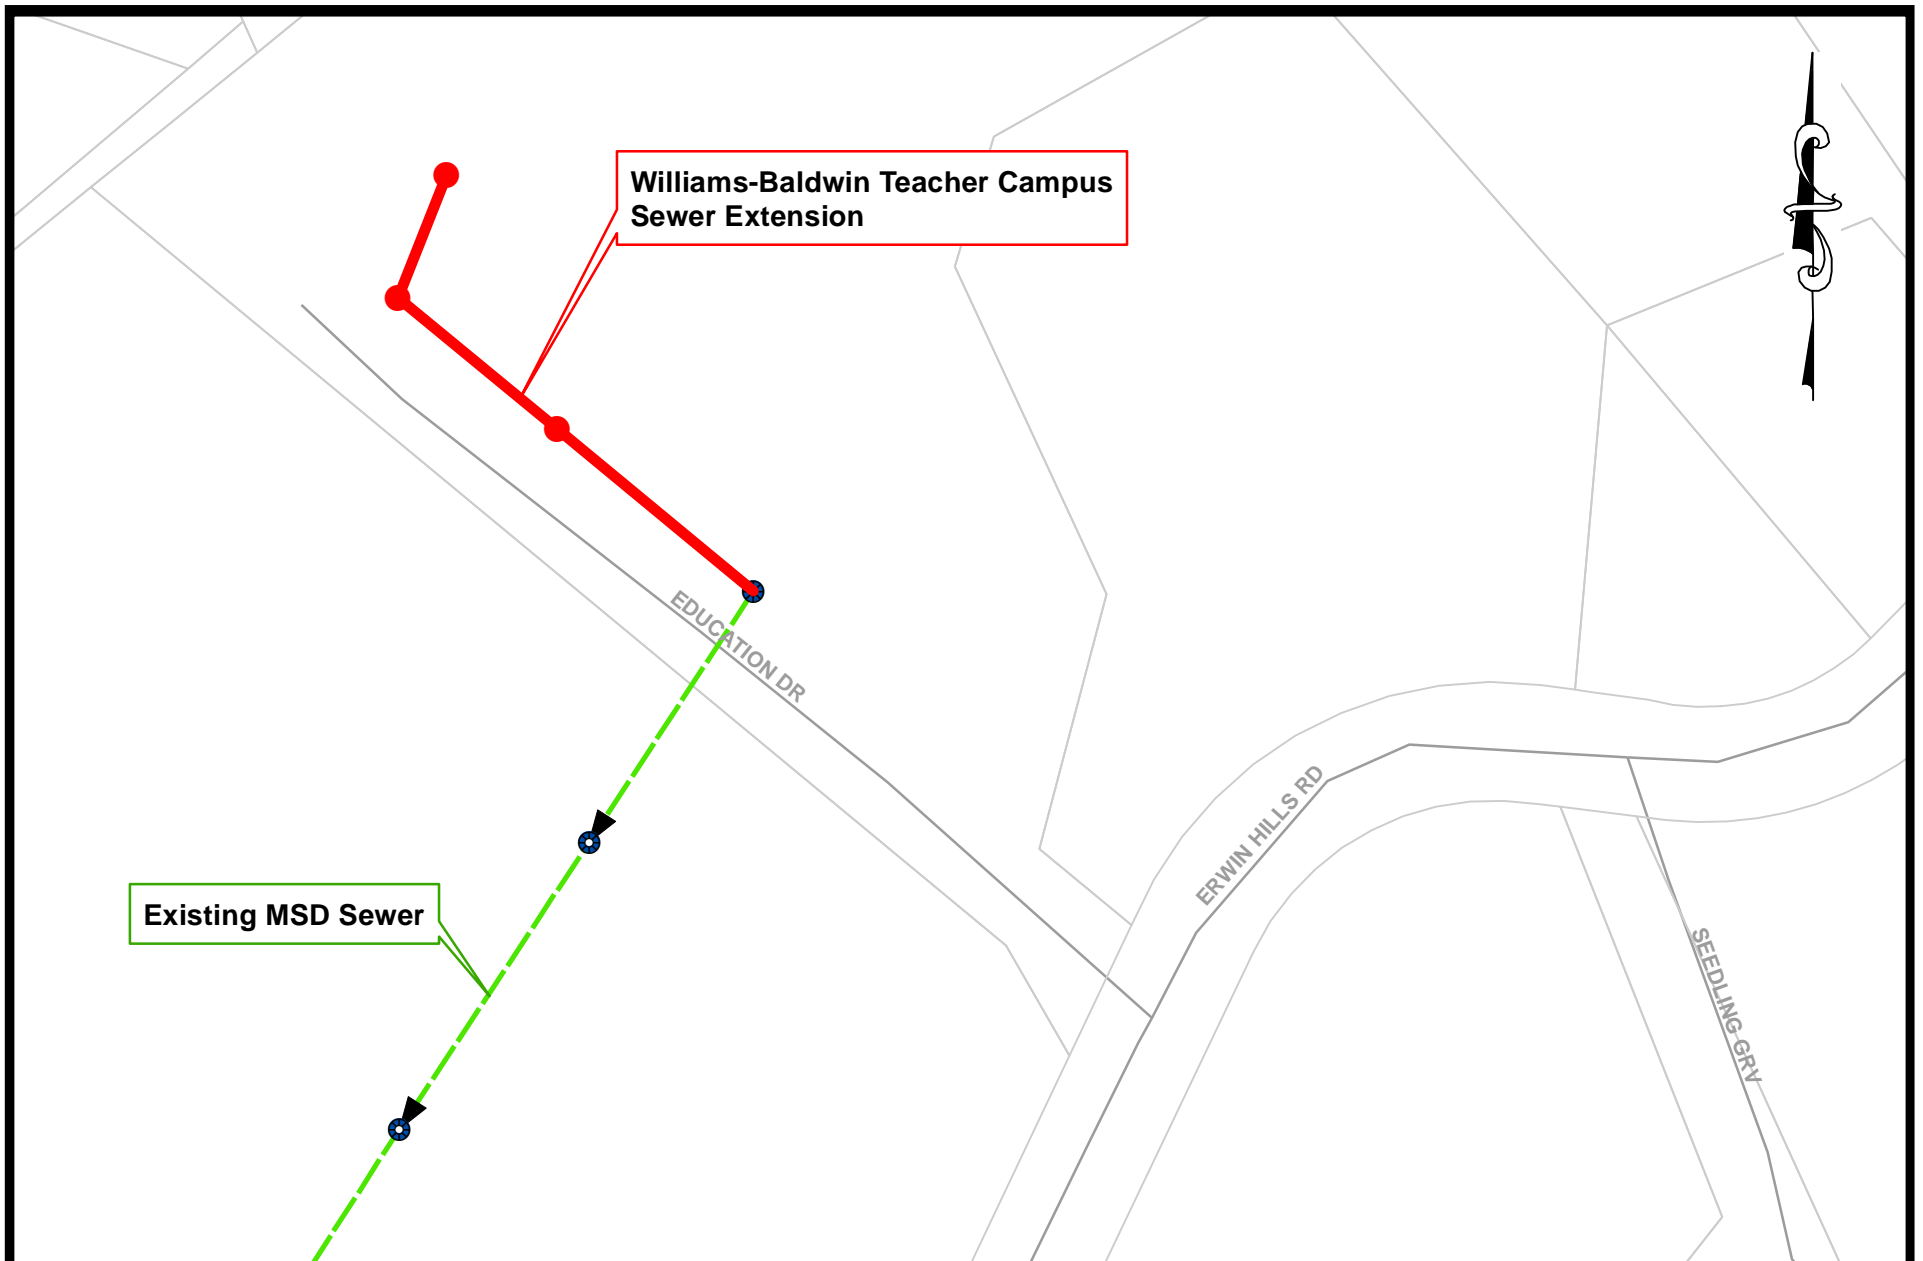 Williams-Baldwin Teacher Campus
Sewer Extension
EDUCATION DR
ERWIN HILLS RD
Existing MSD Sewer
SEEDLING GRV